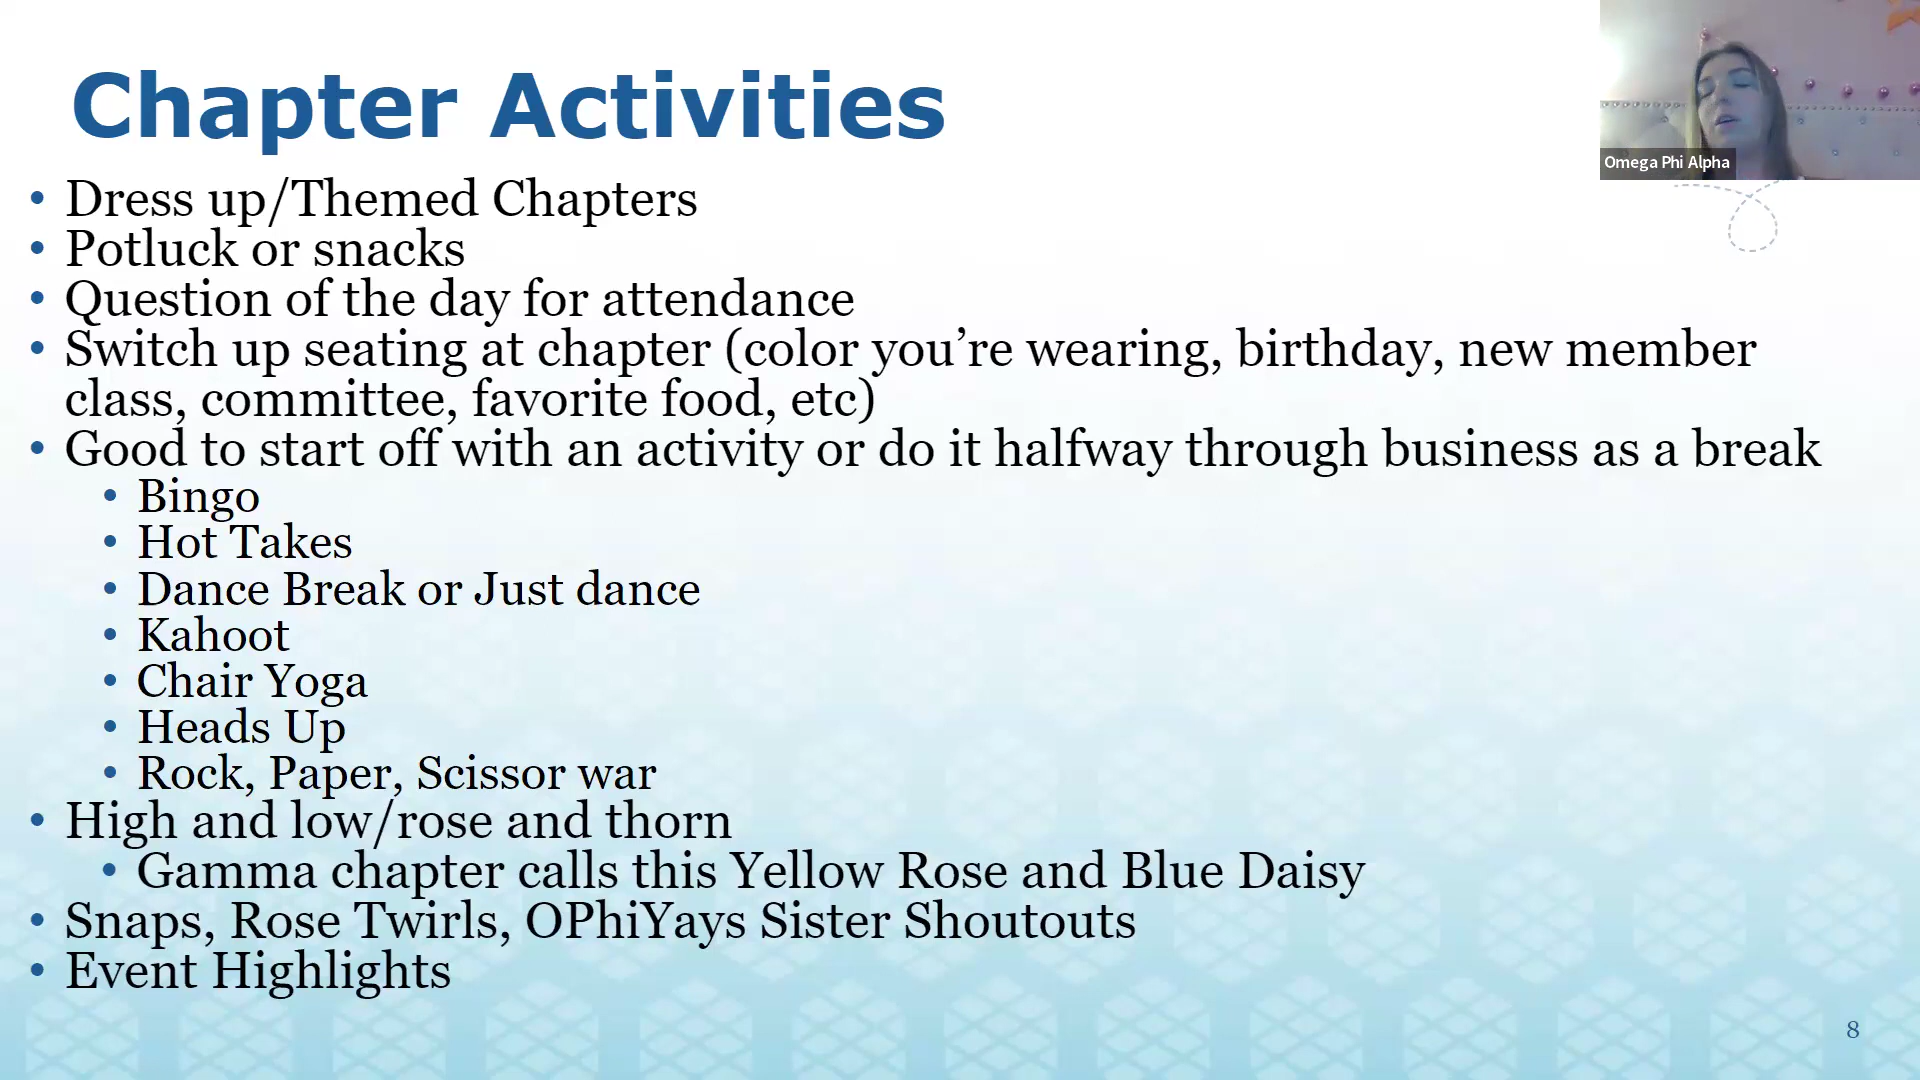 Chapter Activities
Omega Phi Alpha
• Dress up/Themed Chapters
• Potluck or snacks
• Question of the day for attendance
• Switch up seating at chapter (color you’re wearing, birthday, new member
class, committee, favorite food, etc)
• Good to start off with an activity or do it halfway through business as a break
• Bingo
• Hot Takes
• Dance Break or Just dance
• Kahoot
• Chair Yoga
• Heads Up
• Rock, Paper, Scissor war
• High and low/rose and thorn
• Gamma chapter calls this Yellow Rose and Blue Daisy
• Snaps, Rose Twirls, OPhiYays Sister Shoutouts
• Event Highlights
8